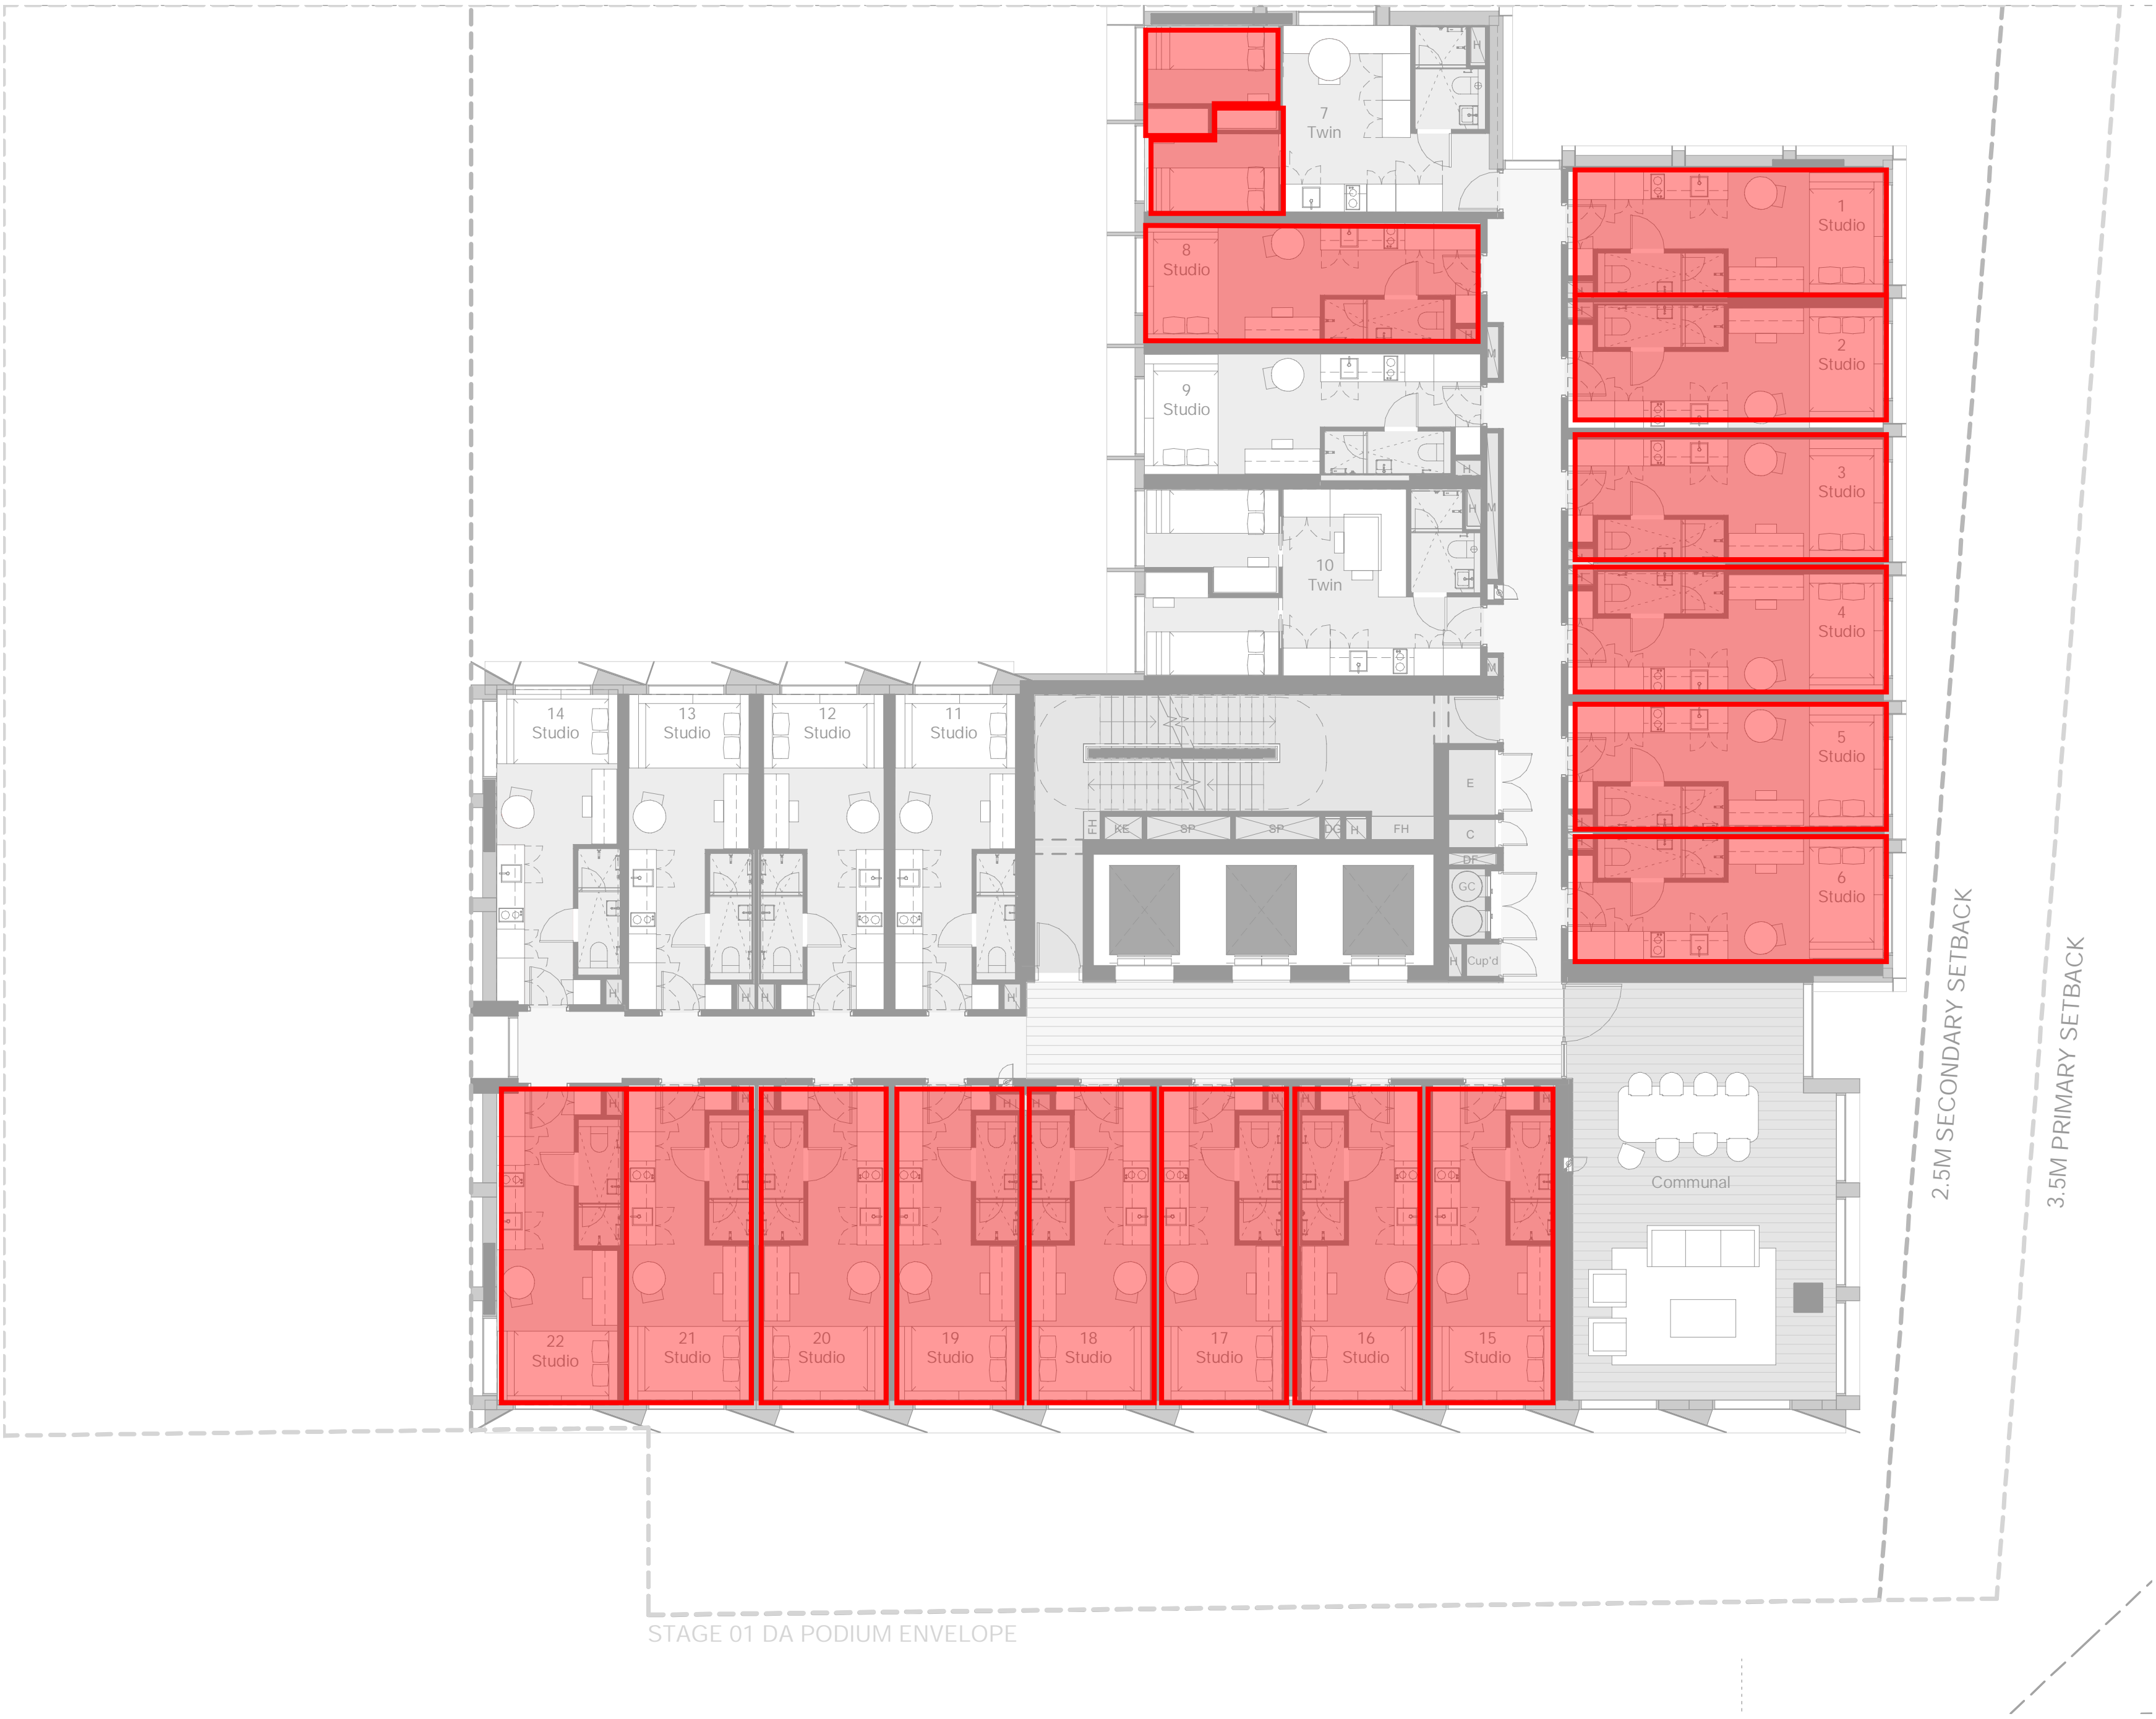 H
7
Twin
1
Studio
8
Studio
H
M
2
Studio
9
Studio
H
3
Studio
H
M
10
Twin
4
Studio
M
14
Studio
13
Studio
12
Studio
11
Studio
5
Studio
E
FH
KE
SP
SP
DG
H
FH
C
DF
GC
6
Studio
H
Cup'd
H
H
H
H
2.5M SECONDARY SETBACK
3.5M PRIMARY SETBACK
H
H
H
H
H
H
H
H
Communal
22
Studio
21
Studio
20
Studio
19
Studio
18
Studio
17
Studio
16
Studio
15
Studio
STAGE 01 DA PODIUM ENVELOPE